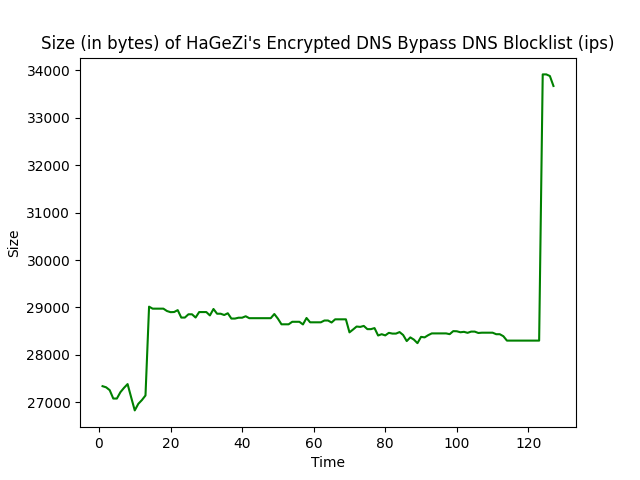 Size (in bytes) of HaGeZi's Encrypted DNS Bypass DNS Blocklist (ips)
34000
33000
32000
31000
30000
29000
28000
27000
Size
0 20 40 60 80 100 120
Time